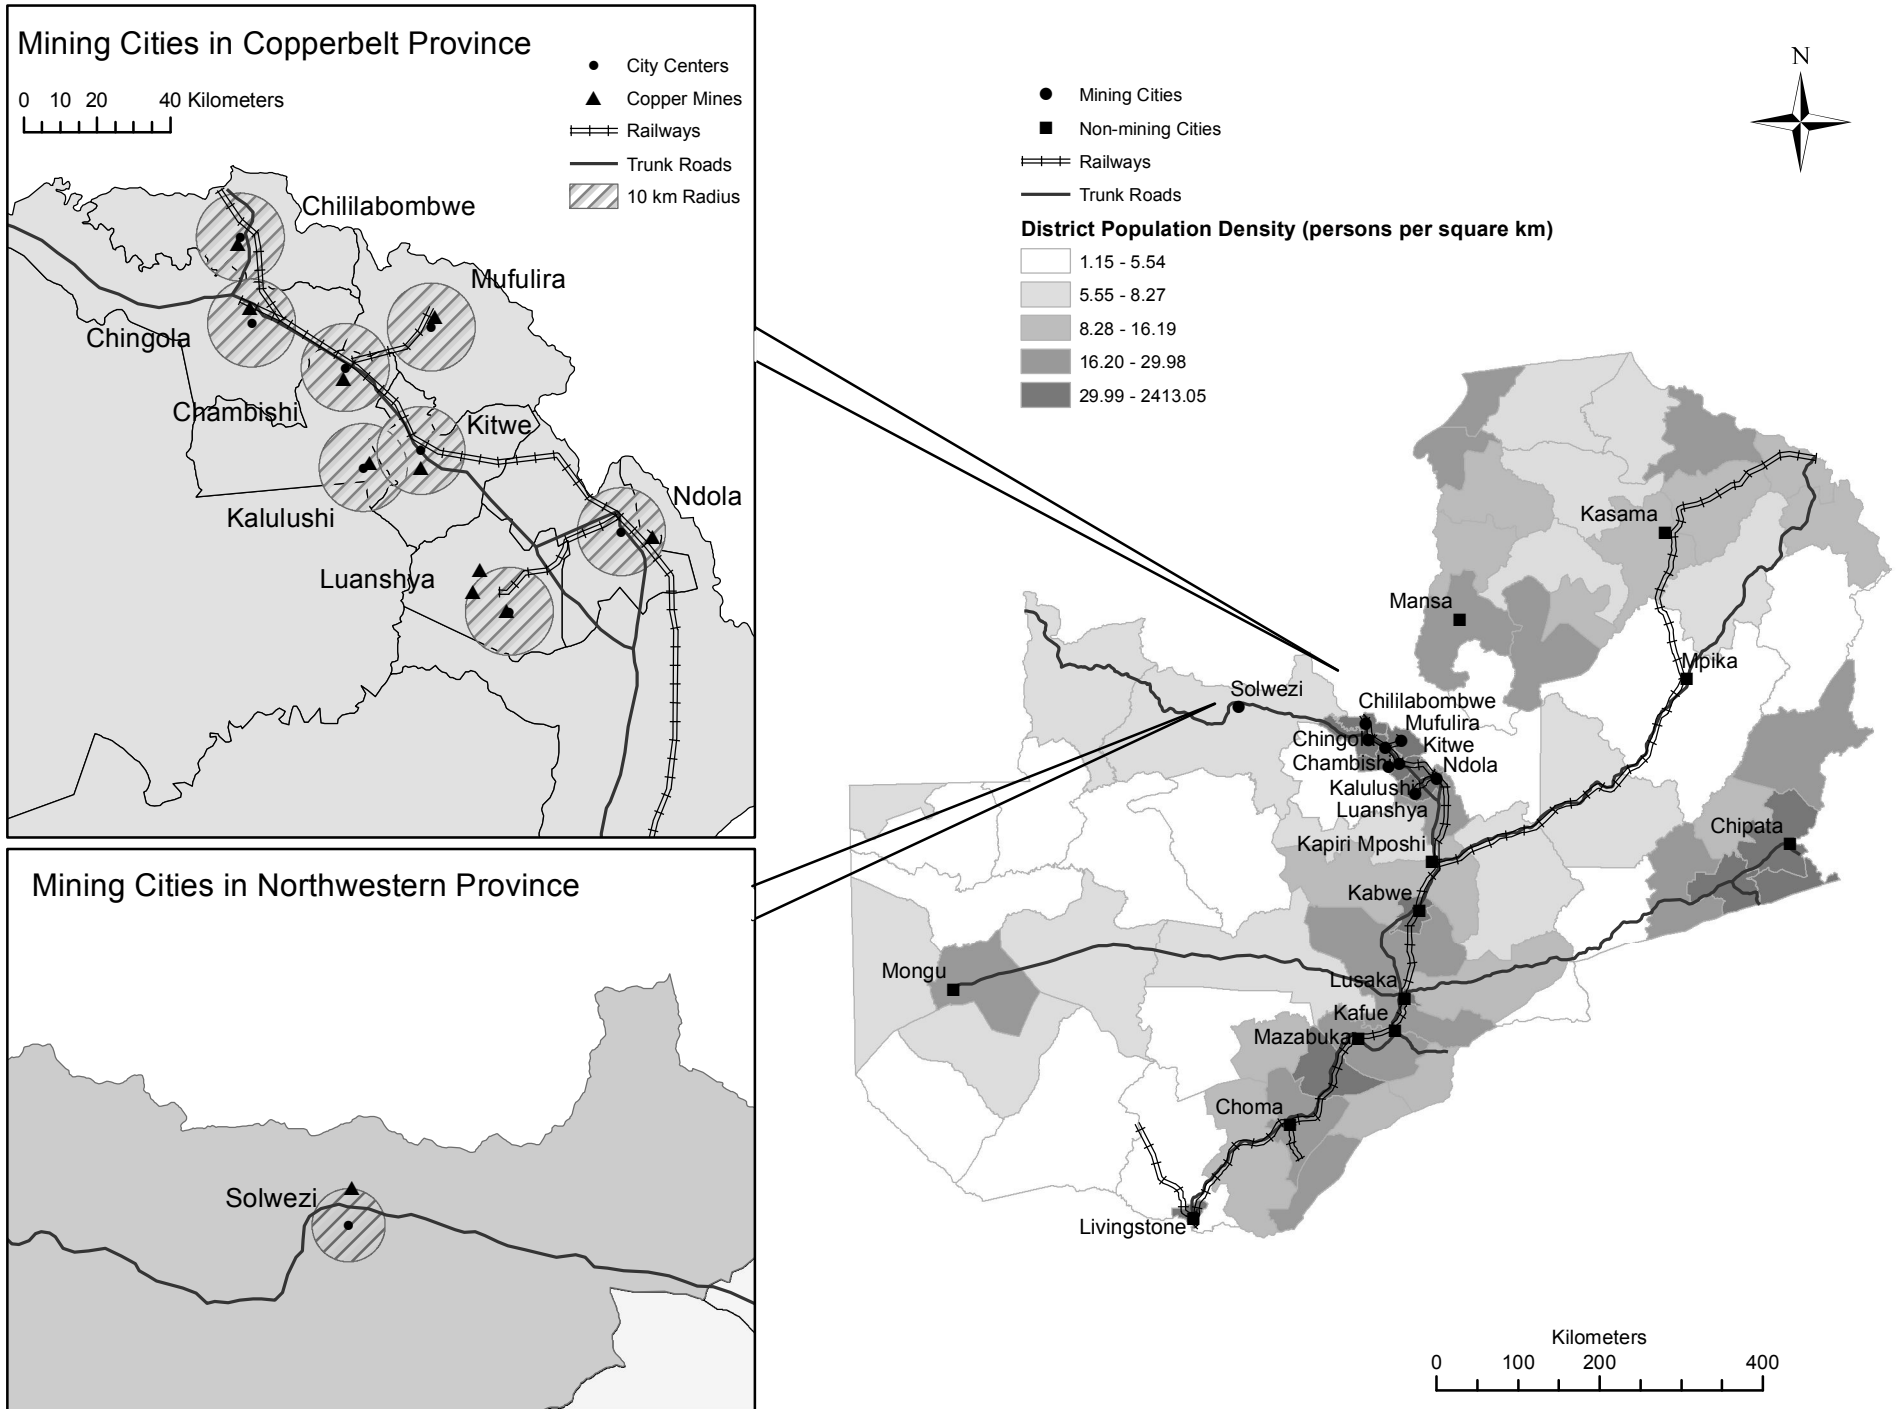 Mining Cities in Copperbelt Province
0 10 20 40 Kilometers
City Centers
Copper Mines
Railways
Trunk Roads
10 km Radius
Chililabombwe
Mufulira
Chingola
Chambishi
Kitwe
Ndola
Kalulushi
Luanshya
Mining Cities in Northwestern Province
Solwezi
N
Mining Cities
Non-mining Cities
Railways
Trunk Roads
District Population Density (persons per square km)
1.15 - 5.54
5.55 - 8.27
8.28 - 16.19
16.20 - 29.98
29.99 - 2413.05
Kasama
Mansa
Mpika
Solwezi
Chililabombwe
Mufulira
Chingola
Kitwe
Chambishi
Ndola
Kalulushi
Luanshya
Kapiri Mposhi
Chipata
Kabwe
Mongu
Lusaka
Kafue
Mazabuka
Choma
Livingstone
Kilometers
0 100 200 400